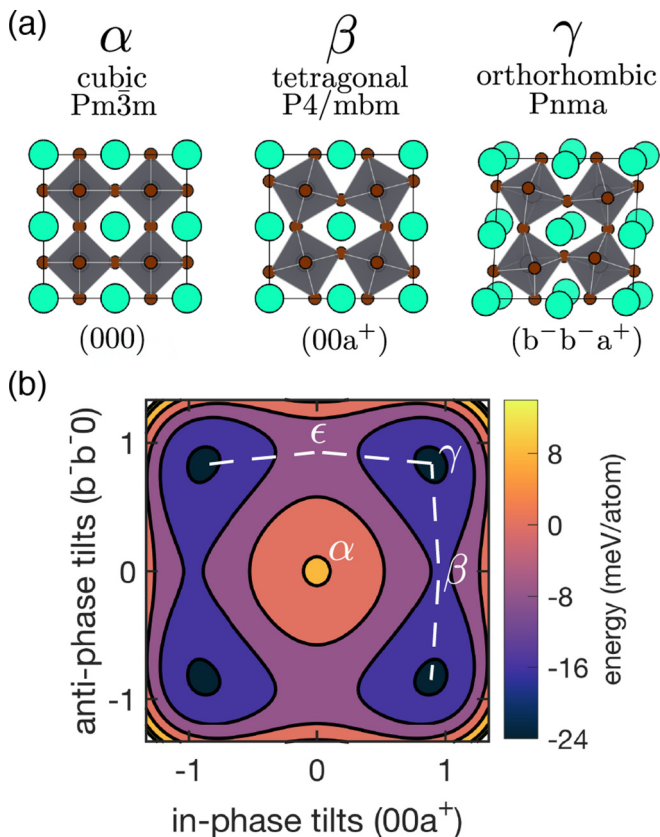 (a)
α β γ
cubic tetragonal orthorhombic
Pm3̄m P4/mbm Pnma
(000) (00a⁺) (b⁻b⁻a⁺)
(b)
anti-phase tilts (b⁻b⁻0)
1
0
-1
ϵ
γ
α
β
-1 0 1
in-phase tilts (00a⁺)
8
0
-8
-16
-24
energy (meV/atom)